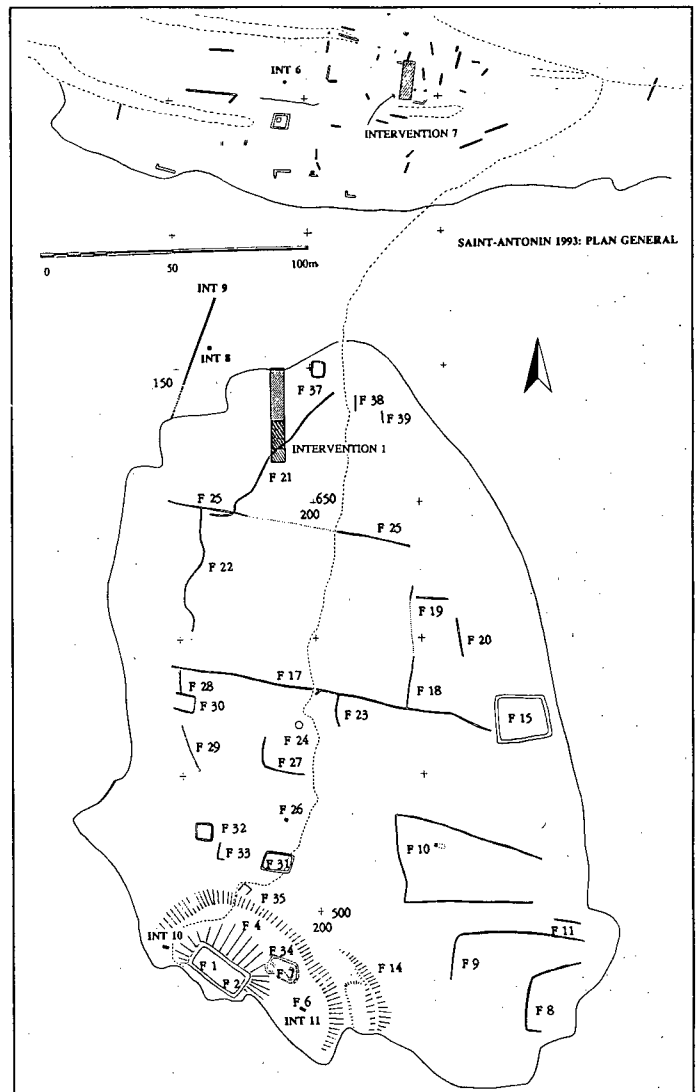 INT 6
INTERVENTION 7
SAINT-ANTONIN 1993: PLAN GENERAL
0 50 100m
INT 9
INT 8
150
F 37
F 38
F 39
INTERVENTION 1
F 21
650
200
F 25
F 25
F 22
F 19
F 20
F 17
F 28
F 18
F 30
F 23
F 15
F 24
F 29
F 27
F 26
F 32
F 10
F 33
F 31
F 35
500
200
F 4
F 11
INT 10
F 34
F 14
F 9
F 1
F 7
F 2
F 6
F 8
INT 11